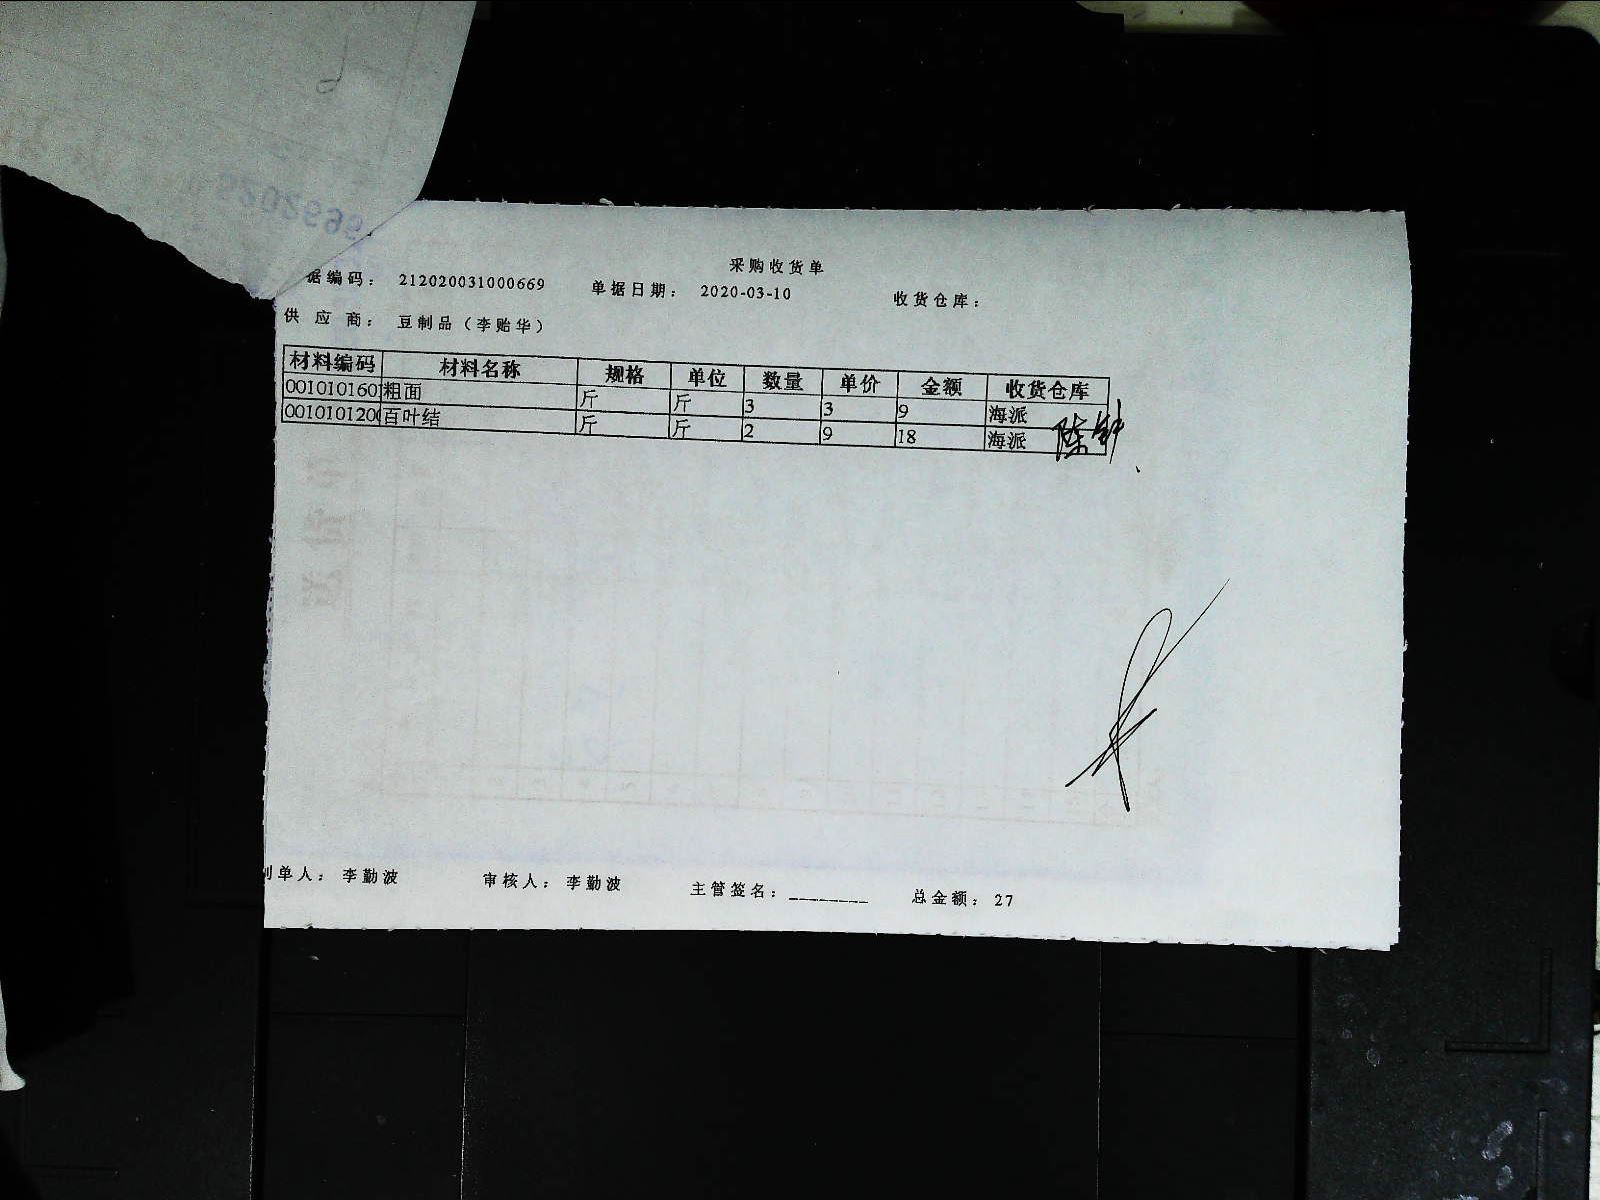 采购收货单
据编码： 212020031000669 单据日期： 2020-03-10 收货仓库：
供 应 商： 豆制品（李贻华）
材料编码 材料名称 规格 单位 数量 单价 金额 收货仓库
001010160 粗面 斤 斤 3 3 9 海派
001010120 百叶结 斤 斤 2 9 18 海派
单人： 李勤波 审核人： 李勤波 主管签名：________ 总金额： 27